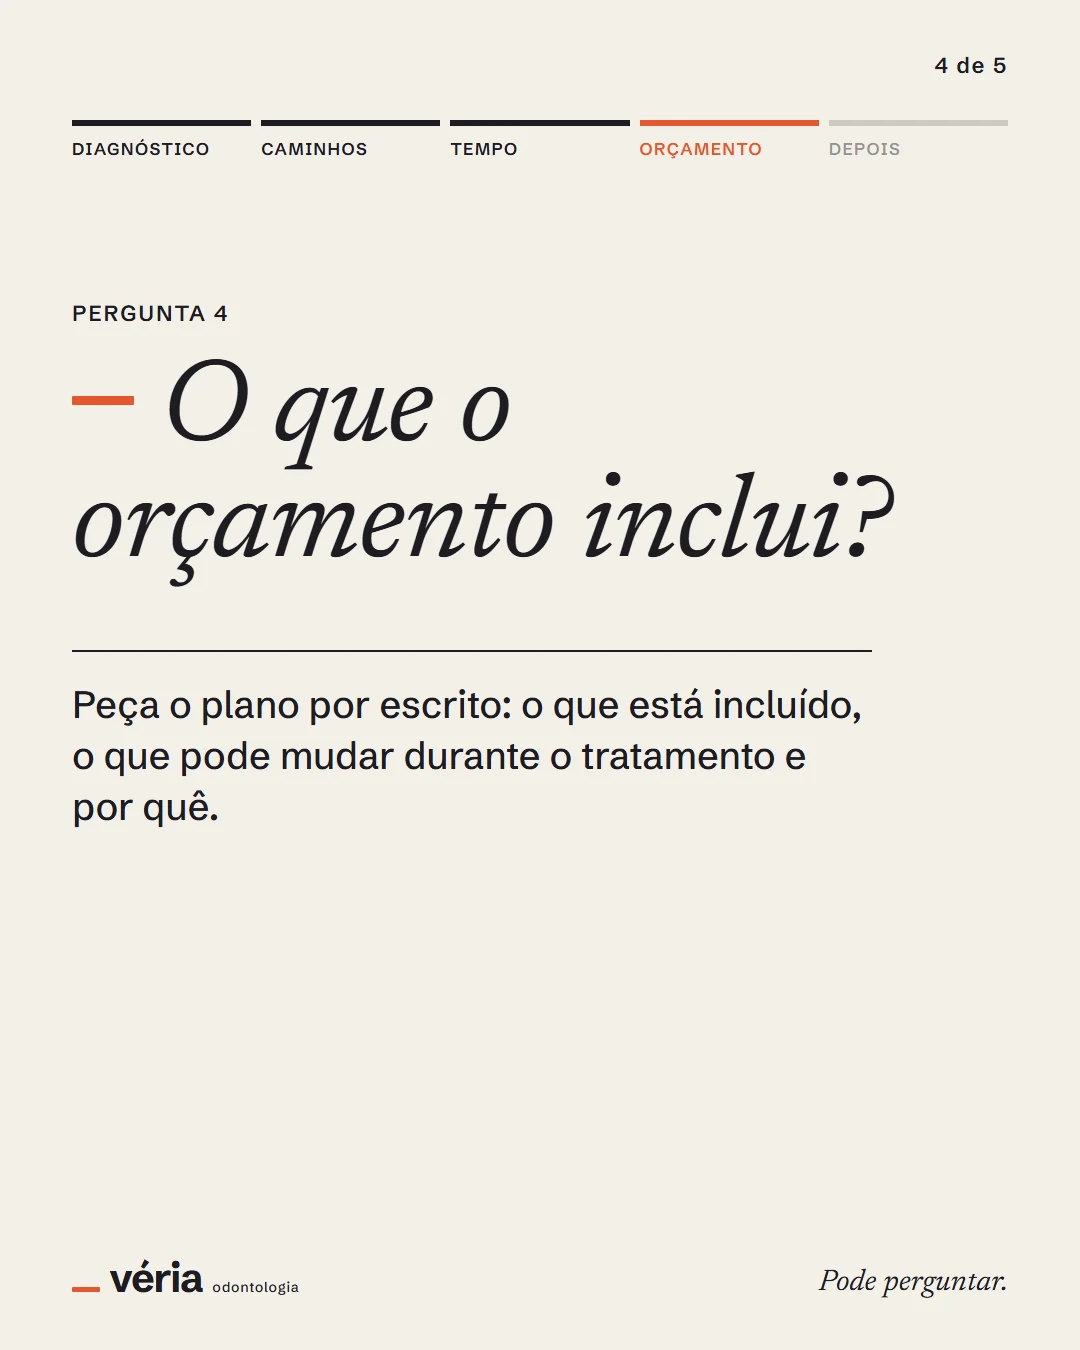 4 de 5
DIAGNÓSTICO CAMINHOS TEMPO ORÇAMENTO DEPOIS
PERGUNTA 4
— O que o
orçamento inclui?
Peça o plano por escrito: o que está incluído,
o que pode mudar durante o tratamento e
por quê.
véria odontologia
Pode perguntar.